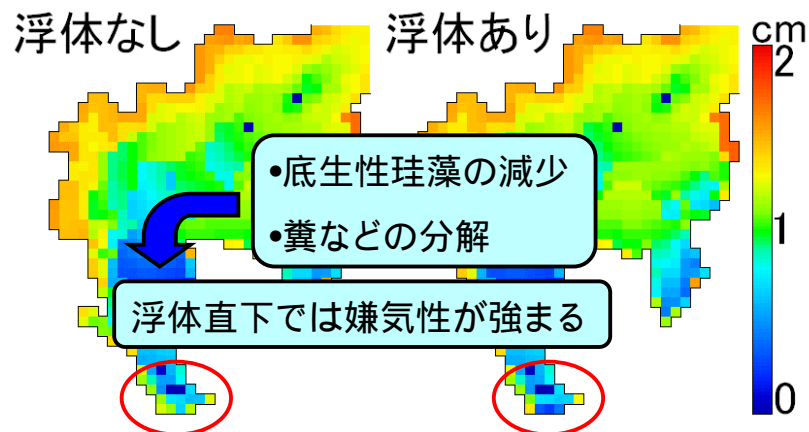 浮体なし
浮体あり
cm
2
•底生性珪藻の減少
•糞などの分解
1
浮体直下では嫌気性が強まる
0